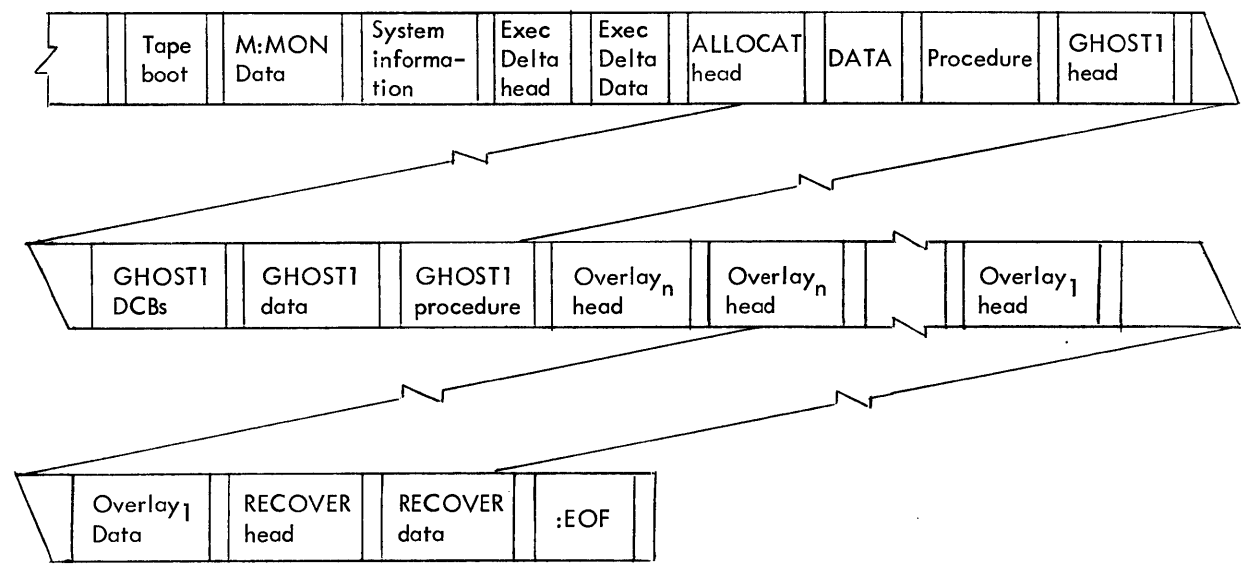 Tape
boot
M:MON
Data
System
informa-
tion
Exec
Delta
head
Exec
Delta
Data
ALLOCAT
head
DATA
Procedure
GHOST1
head
GHOST1
DCBs
GHOST1
data
GHOST1
procedure
Overlayn
head
Overlayn
head
Overlay1
head
Overlay1
Data
RECOVER
head
RECOVER
data
:EOF